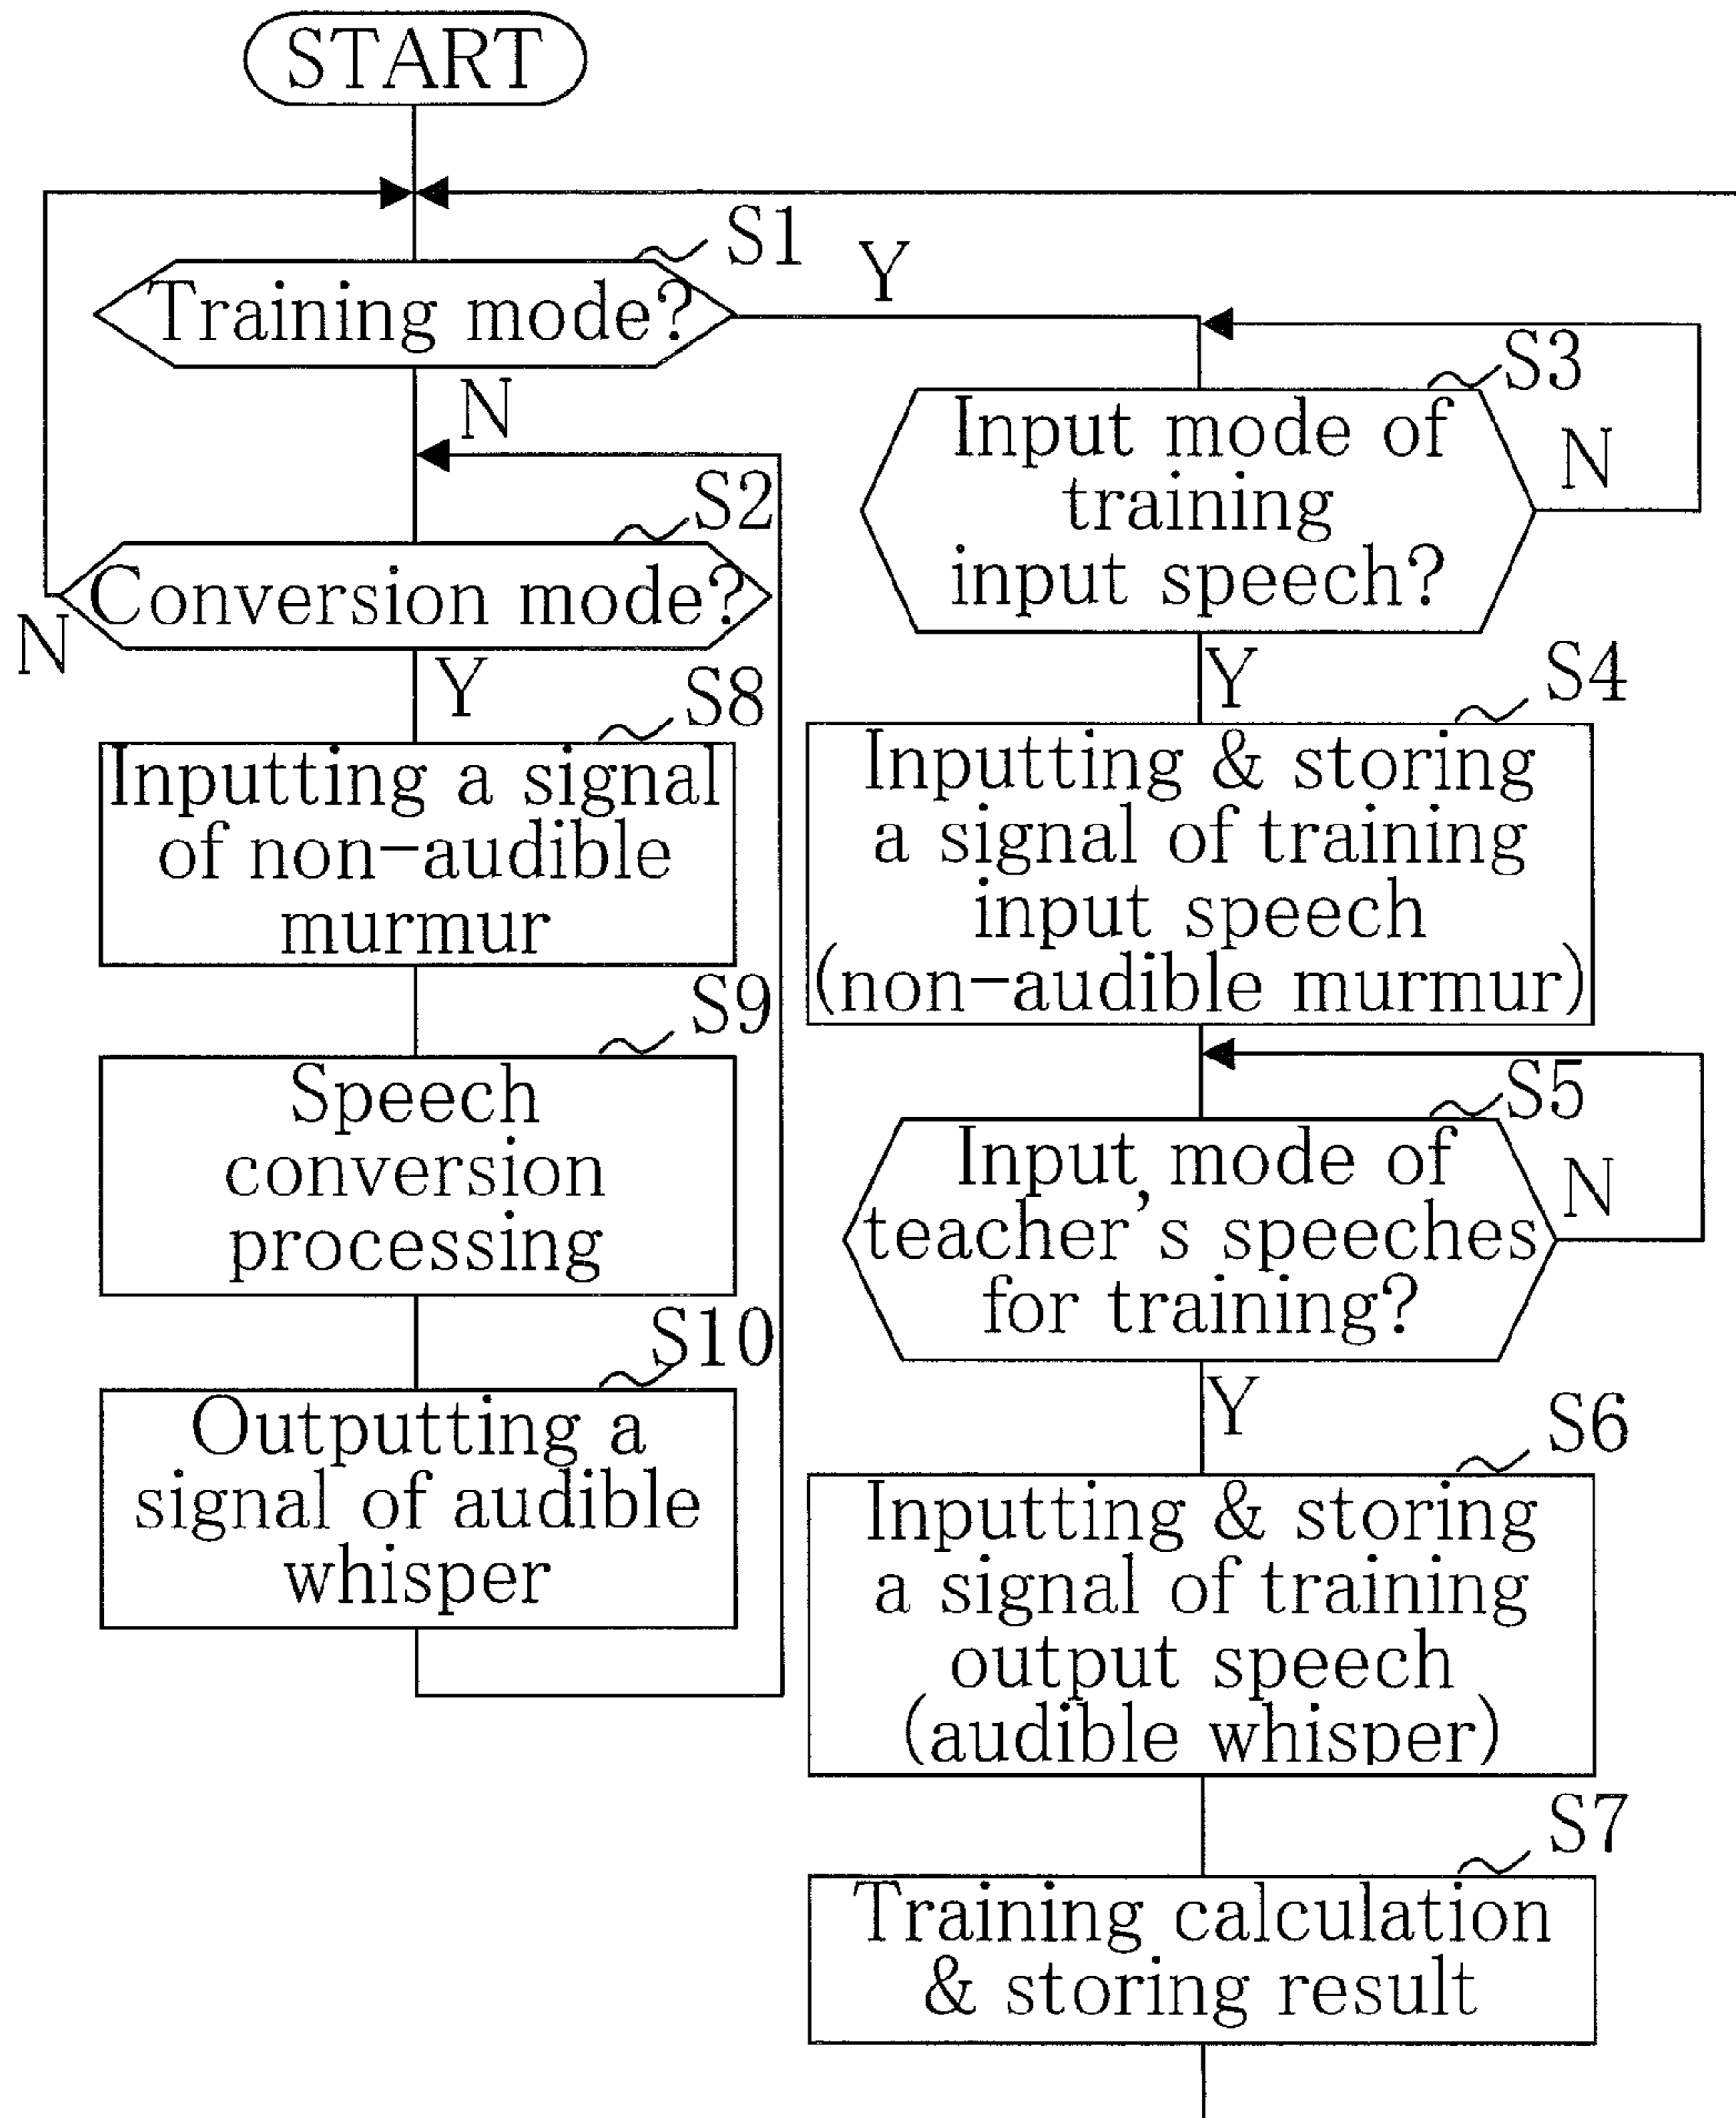 START
S1
Training mode?
Y
N
S2
Conversion mode?
N
Y
S8
Inputting a signal
of non-audible
murmur
S9
Speech
conversion
processing
S10
Outputting a
signal of audible
whisper
S3
Input mode of
training
input speech?
N
Y
S4
Inputting & storing
a signal of training
input speech
(non-audible murmur)
S5
Input mode of
teacher's speeches
for training?
N
Y
S6
Inputting & storing
a signal of training
output speech
(audible whisper)
S7
Training calculation
& storing result